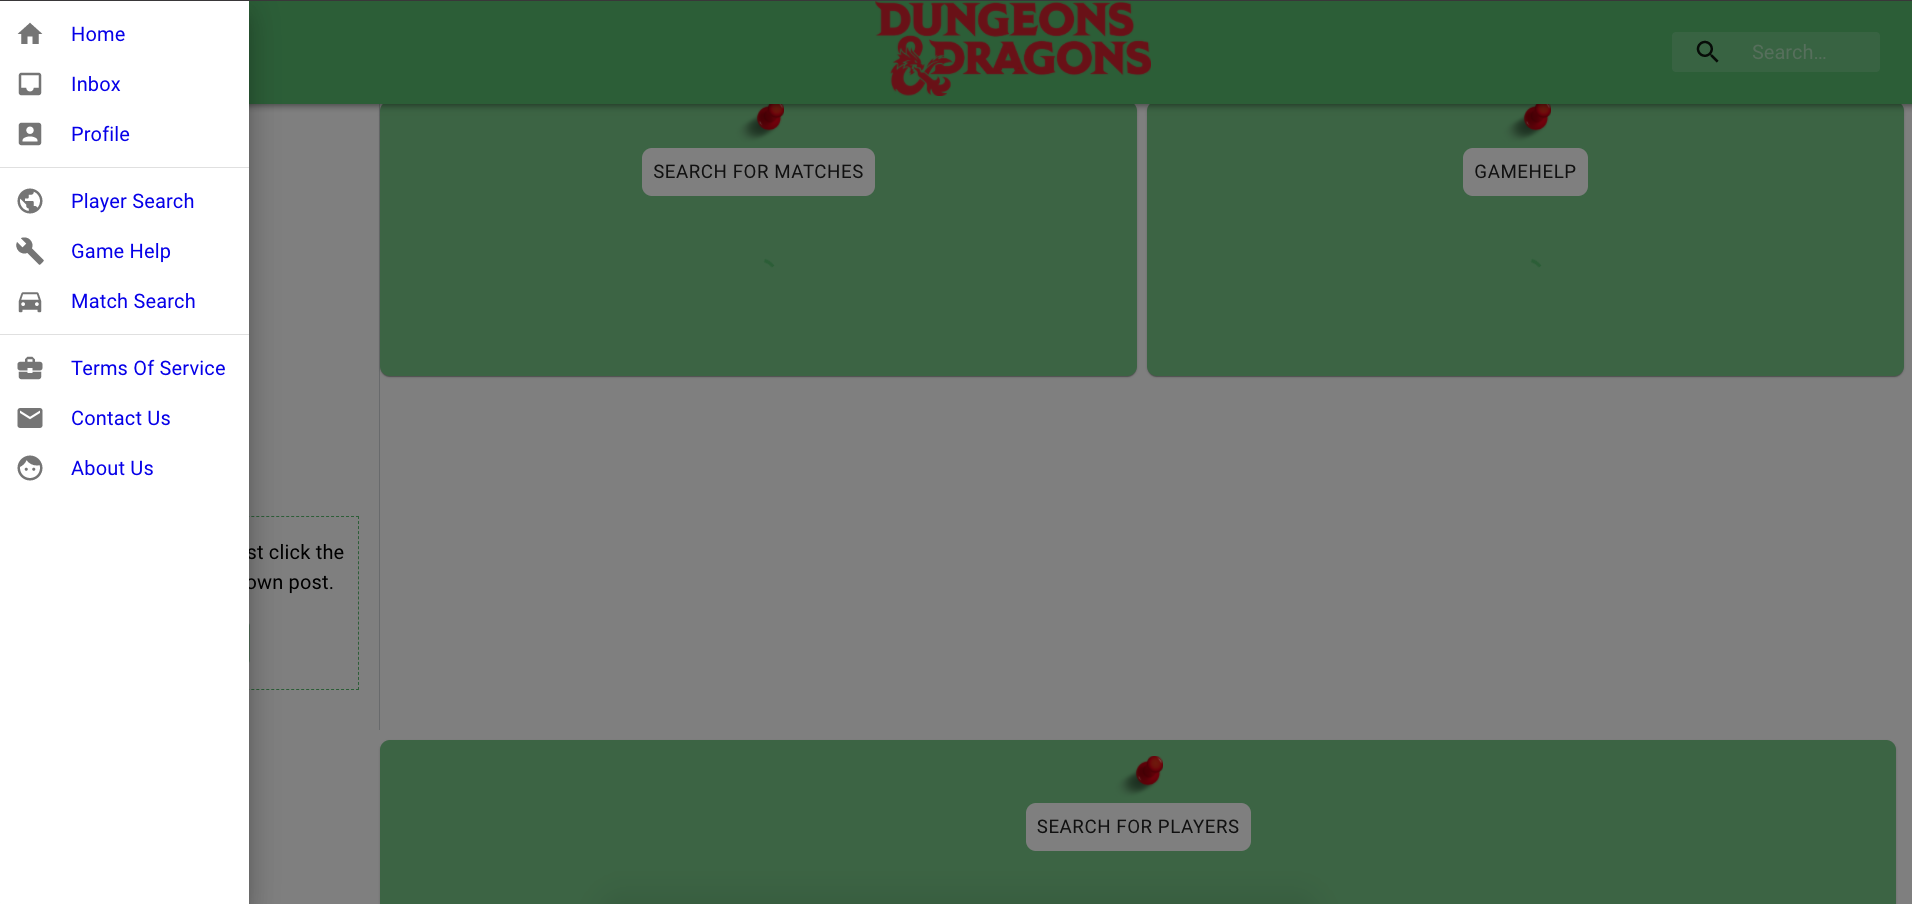 Home
Inbox
Profile
Player Search
Game Help
Match Search
Terms Of Service
Contact Us
About Us
DUNGEONS
& DRAGONS
Search...
SEARCH FOR MATCHES
GAMEHELP
st click the
own post.
SEARCH FOR PLAYERS